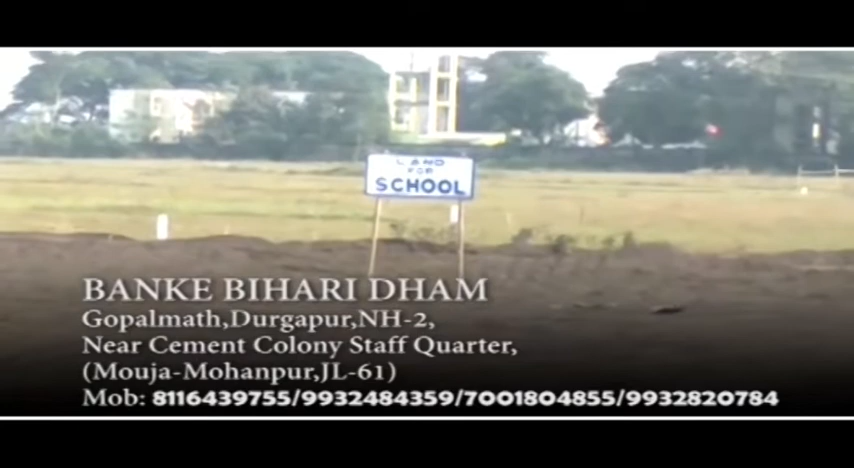 LAND
FOR
SCHOOL
BANKE BIHARI DHAM
Gopalmath,Durgapur,NH-2,
Near Cement Colony Staff Quarter,
(Mouja-Mohanpur,JL-61)
Mob: 8116439755/9932484359/7001804855/9932820784